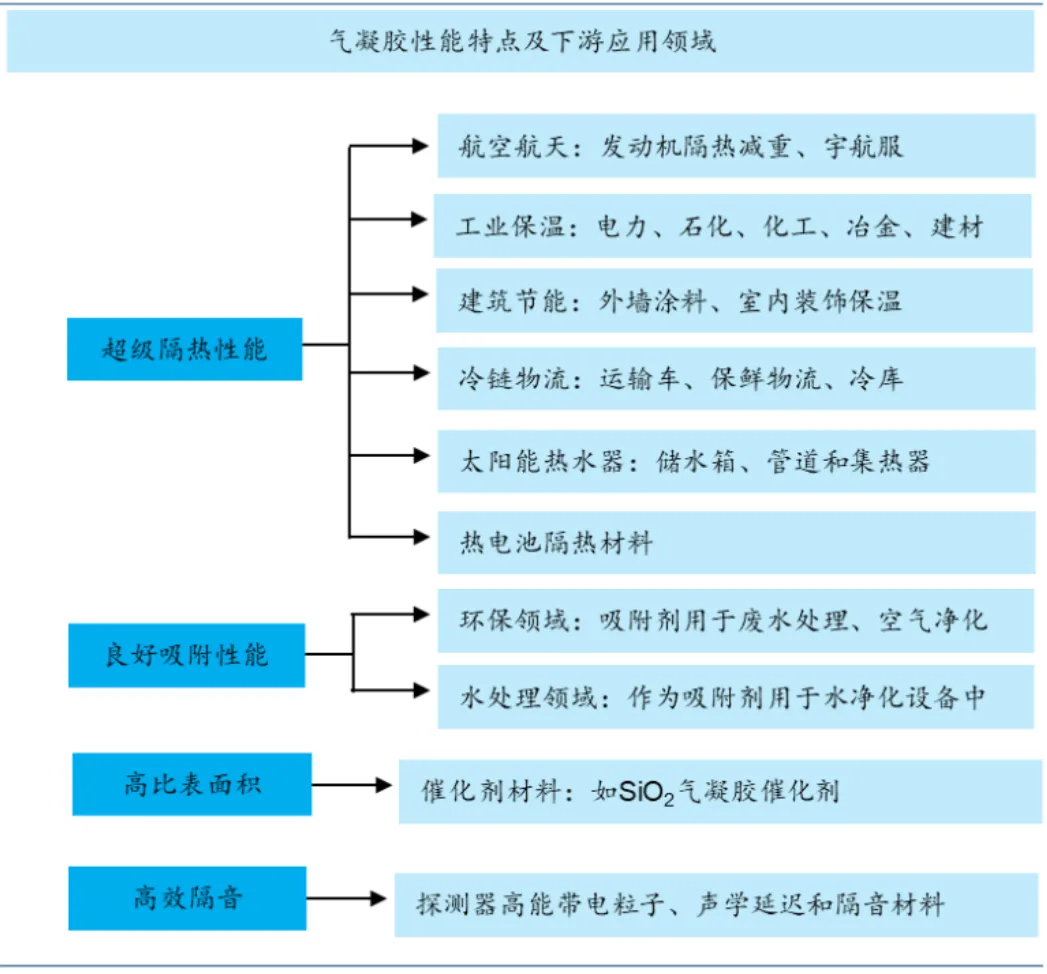 气凝胶性能特点及下游应用领域
超级隔热性能
航空航天：发动机隔热减重、宇航服
工业保温：电力、石化、化工、冶金、建材
建筑节能：外墙涂料、室内装饰保温
冷链物流：运输车、保鲜物流、冷库
太阳能热水器：储水箱、管道和集热器
热电池隔热材料
良好吸附性能
环保领域：吸附剂用于废水处理、空气净化
水处理领域：作为吸附剂用于水净化设备中
高比表面积
催化剂材料：如SiO₂气凝胶催化剂
高效隔音
探测器高能带电粒子、声学延迟和隔音材料